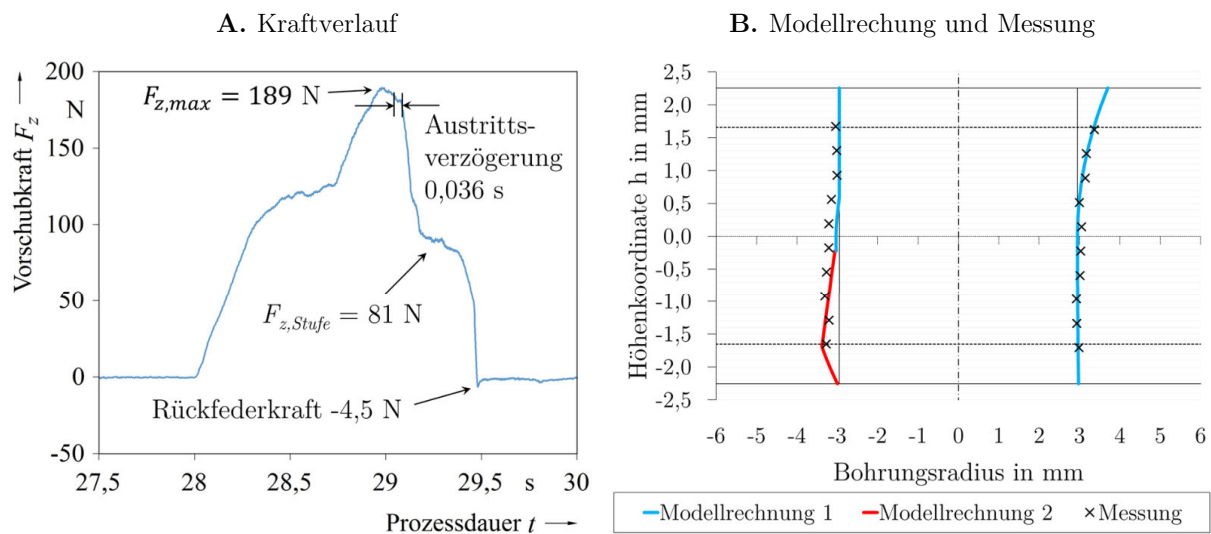 A. Kraftverlauf
Vorschubkraft F_z
200
N
150
100
50
0
-50
F_z,max = 189 N
Austritts-
verzögerung
0,036 s
F_z,Stufe = 81 N
Rückfederkraft -4,5 N
27,5 28 28,5 29 29,5 s 30
Prozessdauer t
B. Modellrechung und Messung
Höhenkoordinate h in mm
2,5
2,0
1,5
1,0
0,5
0,0
-0,5
-1,0
-1,5
-2,0
-2,5
-6 -5 -4 -3 -2 -1 0 1 2 3 4 5 6
Bohrungsradius in mm
Modellrechnung 1 Modellrechnung 2 Messung